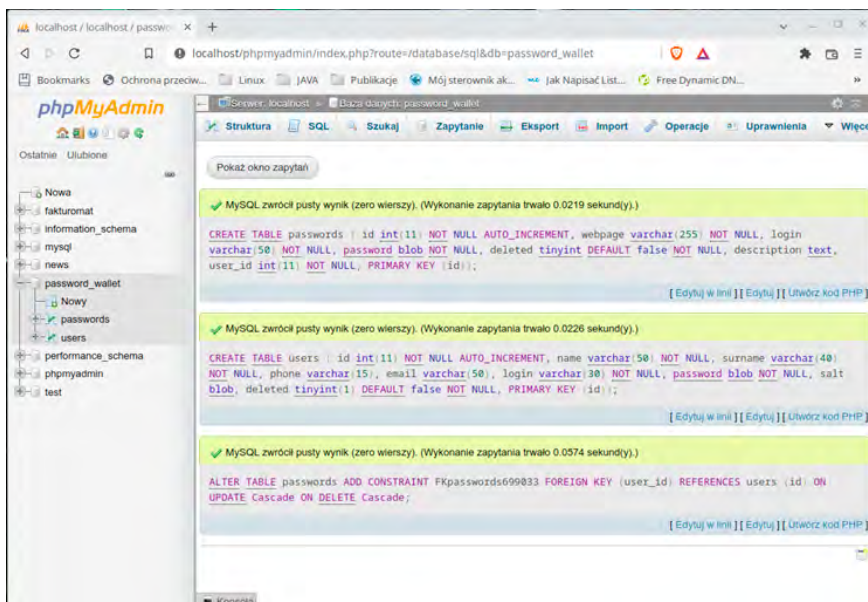 localhost / localhost / passwo
localhost/phpmyadmin/index.php?route=/database/sql&db=password_wallet
Bookmarks Ochrona przeciw... Linux JAVA Publikacje Mój sterownik ak... Jak Napisać List... Free Dynamic DN...
phpMyAdmin
Ostatnie Ulubione
Nowa
fakturomat
information_schema
mysql
news
password_wallet
Nowy
passwords
users
performance_schema
phpmyadmin
test
Serwer: localhost » Baza danych: password_wallet
Struktura SQL Szukaj Zapytanie Eksport Import Operacje Uprawnienia Więce
Pokaż okno zapytań
MySQL zwrócił pusty wynik (zero wierszy). (Wykonanie zapytania trwało 0.0219 sekund(y).)
CREATE TABLE passwords ( id int(11) NOT NULL AUTO_INCREMENT, webpage varchar(255) NOT NULL, login
varchar(50) NOT NULL, password blob NOT NULL, deleted tinyint DEFAULT false NOT NULL, description text,
user_id int(11) NOT NULL, PRIMARY KEY (id));
[ Edytuj w linii ] [ Edytuj ] [ Utwórz kod PHP ]
MySQL zwrócił pusty wynik (zero wierszy). (Wykonanie zapytania trwało 0.0226 sekund(y).)
CREATE TABLE users ( id int(11) NOT NULL AUTO_INCREMENT, name varchar(50) NOT NULL, surname varchar(40)
NOT NULL, phone varchar(15), email varchar(50), login varchar(30) NOT NULL, password blob NOT NULL, salt
blob, deleted tinyint(1) DEFAULT false NOT NULL, PRIMARY KEY (id));
[ Edytuj w linii ] [ Edytuj ] [ Utwórz kod PHP ]
MySQL zwrócił pusty wynik (zero wierszy). (Wykonanie zapytania trwało 0.0574 sekund(y).)
ALTER TABLE passwords ADD CONSTRAINT FKpasswords699033 FOREIGN KEY (user_id) REFERENCES users (id) ON
UPDATE Cascade ON DELETE Cascade;
[ Edytuj w linii ] [ Edytuj ] [ Utwórz kod PHP ]
Konsola